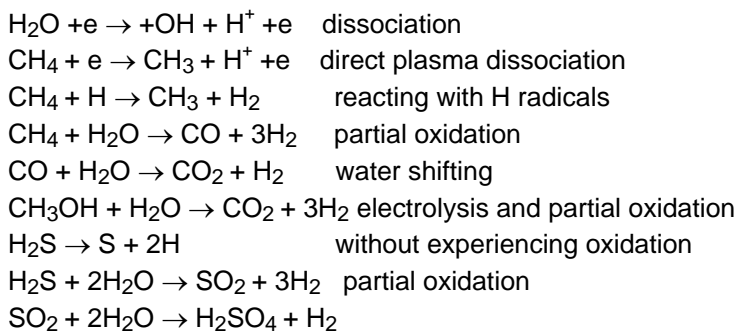 H₂O +e → +OH + H⁺ +e dissociation
CH₄ + e → CH₃ + H⁺ +e direct plasma dissociation
CH₄ + H → CH₃ + H₂ reacting with H radicals
CH₄ + H₂O → CO + 3H₂ partial oxidation
CO + H₂O → CO₂ + H₂ water shifting
CH₃OH + H₂O → CO₂ + 3H₂ electrolysis and partial oxidation
H₂S → S + 2H without experiencing oxidation
H₂S + 2H₂O → SO₂ + 3H₂ partial oxidation
SO₂ + 2H₂O → H₂SO₄ + H₂